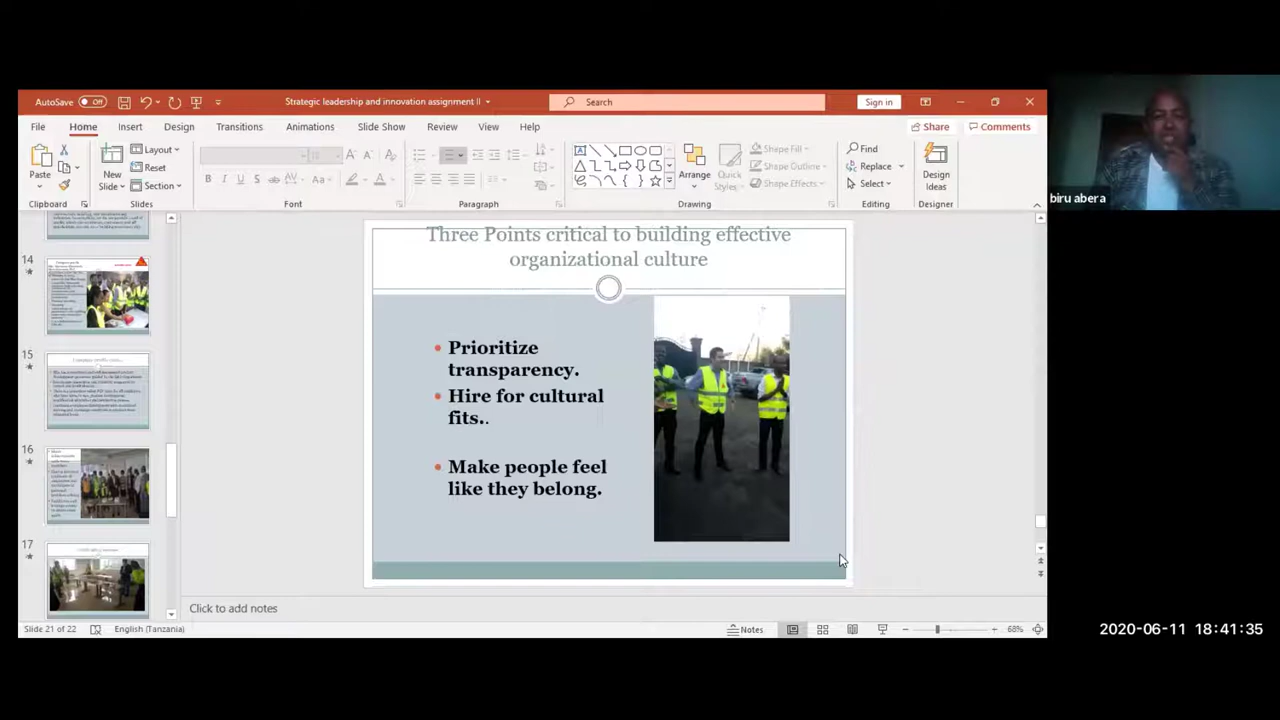 AutoSave Off Strategic leadership and innovation assignment II Search Sign in
File Home Insert Design Transitions Animations Slide Show Review View Help Share Comments
Paste
Clipboard
New
Slide
Layout
Reset
Section
Slides
Font
Paragraph
Arrange
Quick
Styles
Shape Fill
Shape Outline
Shape Effects
Drawing
Find
Replace
Select
Editing
Design
Ideas
Designer
biru abera
14
15
16
17
Three Points critical to building effective
organizational culture
• Prioritize
transparency.
• Hire for cultural
fits..
• Make people feel
like they belong.
Click to add notes
Slide 21 of 22 English (Tanzania) Notes 68%
2020-06-11 18:41:35